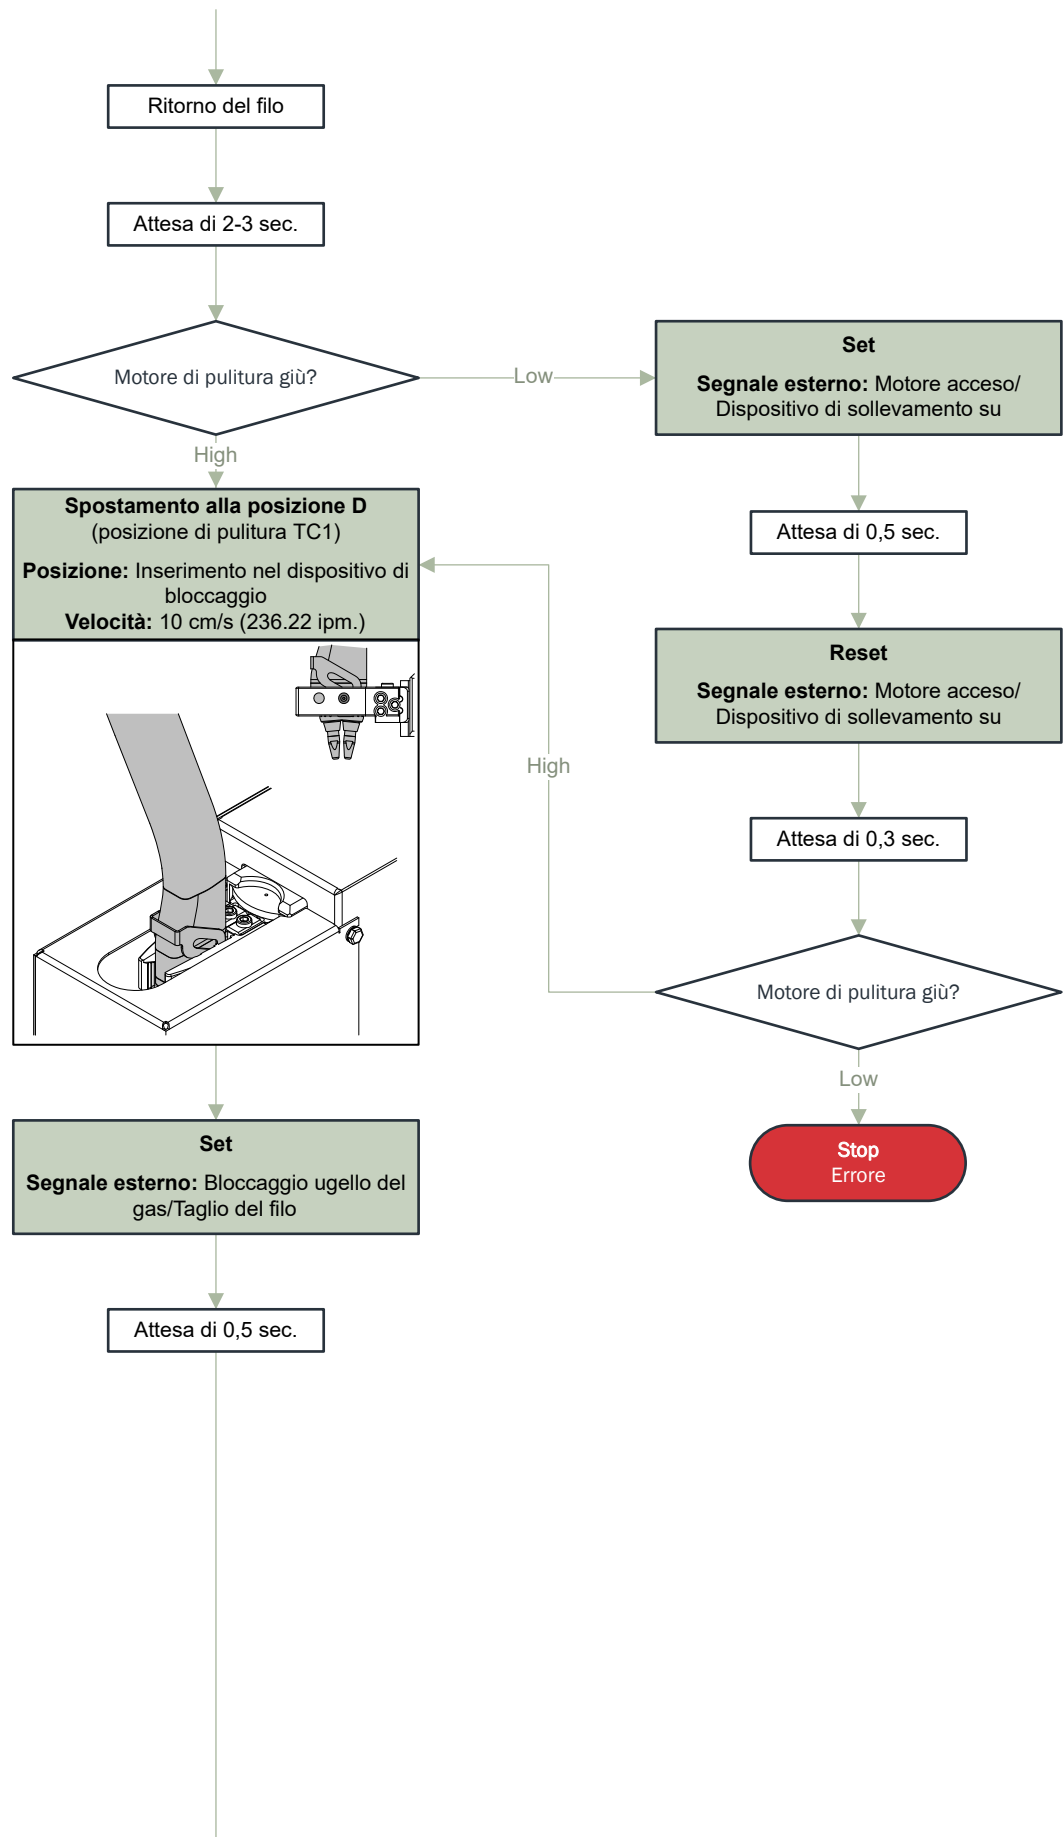 Ritorno del filo
Attesa di 2-3 sec.
Motore di pulitura giù?
Low
High
Spostamento alla posizione D
(posizione di pulitura TC1)
Posizione: Inserimento nel dispositivo di
bloccaggio
Velocità: 10 cm/s (236.22 ipm.)
Set
Segnale esterno: Bloccaggio ugello del
gas/Taglio del filo
Attesa di 0,5 sec.
Set
Segnale esterno: Motore acceso/
Dispositivo di sollevamento su
Attesa di 0,5 sec.
Reset
Segnale esterno: Motore acceso/
Dispositivo di sollevamento su
Attesa di 0,3 sec.
Motore di pulitura giù?
High
Low
Stop
Errore